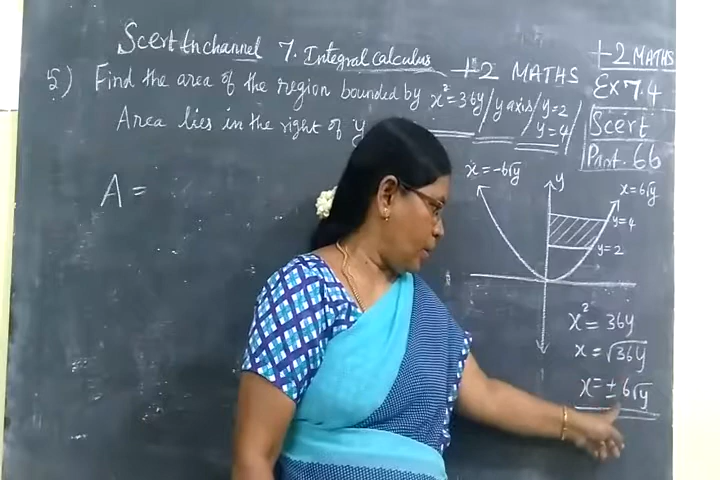 Scert tn channel 7. Integral calculus +2 MATHS
+2 MATHS
Ex 7.4
Scert
Part. 66
5) Find the area of the region bounded by x²=36y/y axis/y=2
y=4/
Area lies in the right of y
A =
x=-6√y
y
x=6√y
y=4
y=2
x² = 36y
x = √36y
x = ± 6√y